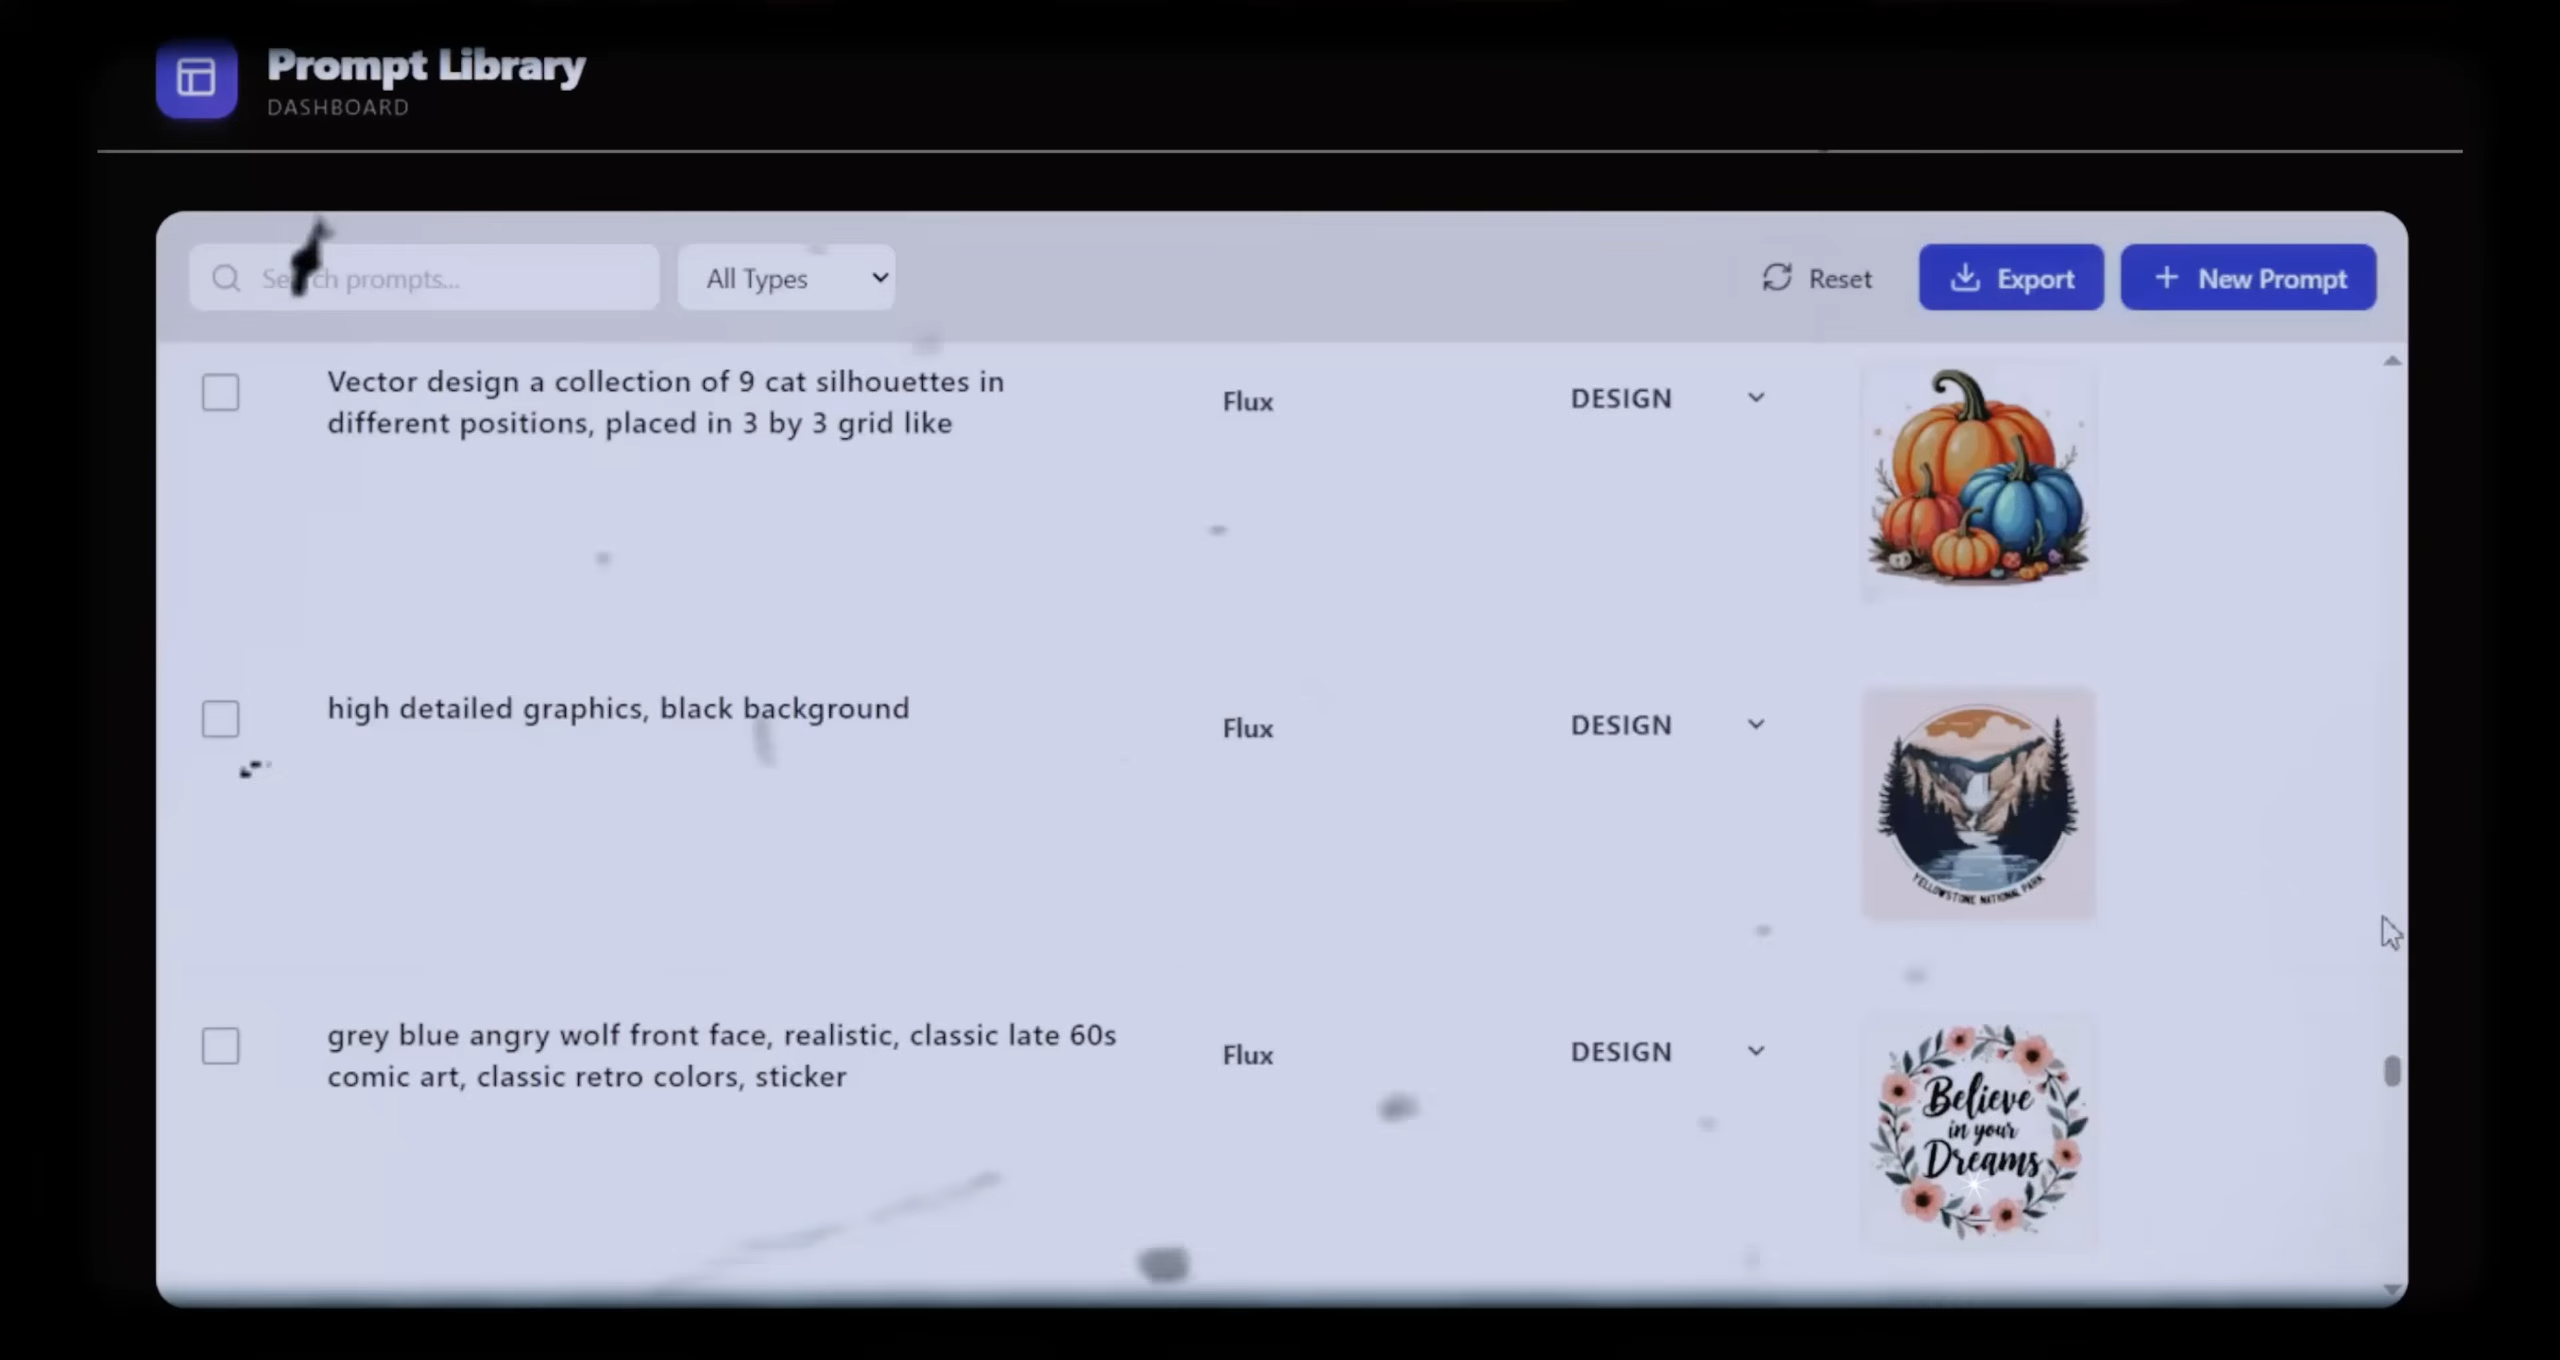 Prompt Library
DASHBOARD
Search prompts...
All Types
Reset
Export
New Prompt
Vector design a collection of 9 cat silhouettes in
different positions, placed in 3 by 3 grid like
Flux
DESIGN
high detailed graphics, black background
Flux
DESIGN
YELLOWSTONE NATIONAL PARK
grey blue angry wolf front face, realistic, classic late 60s
comic art, classic retro colors, sticker
Flux
DESIGN
Believe
in your
Dreams